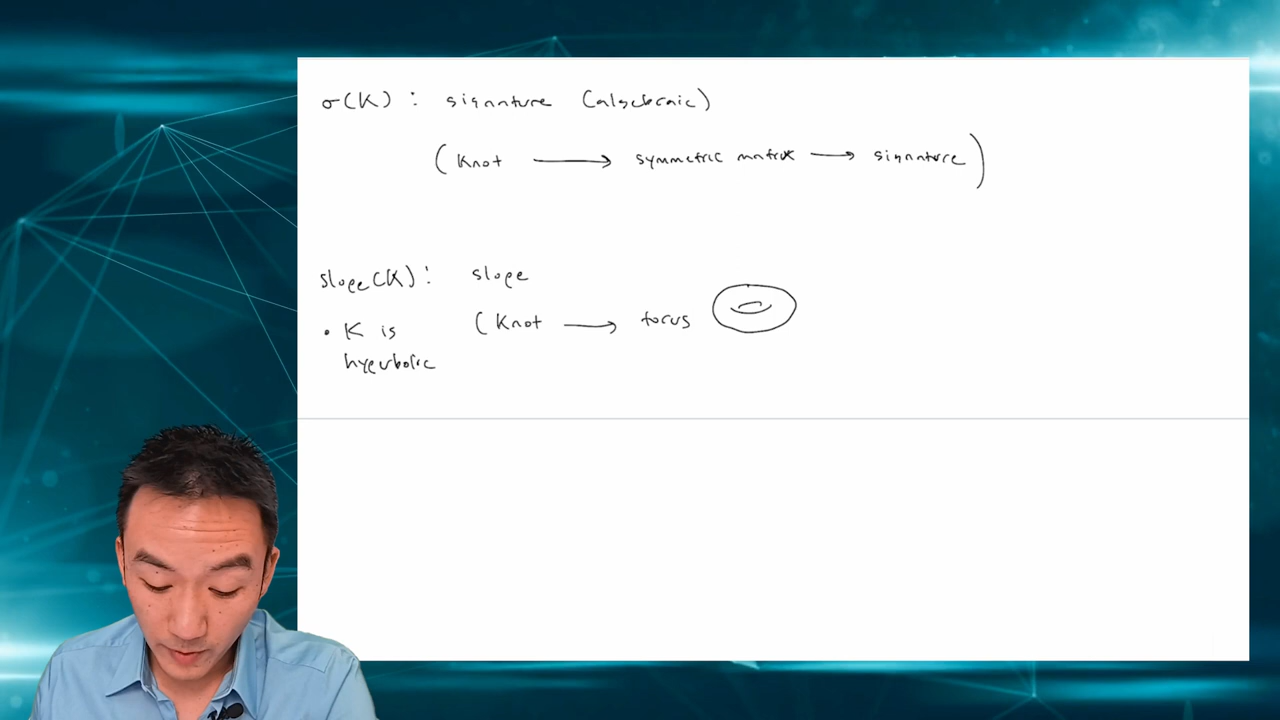 σ(K) : signature (algebraic)
(Knot → symmetric matrix → signature)
slope(K) : slope
• K is (Knot → torus
hyperbolic